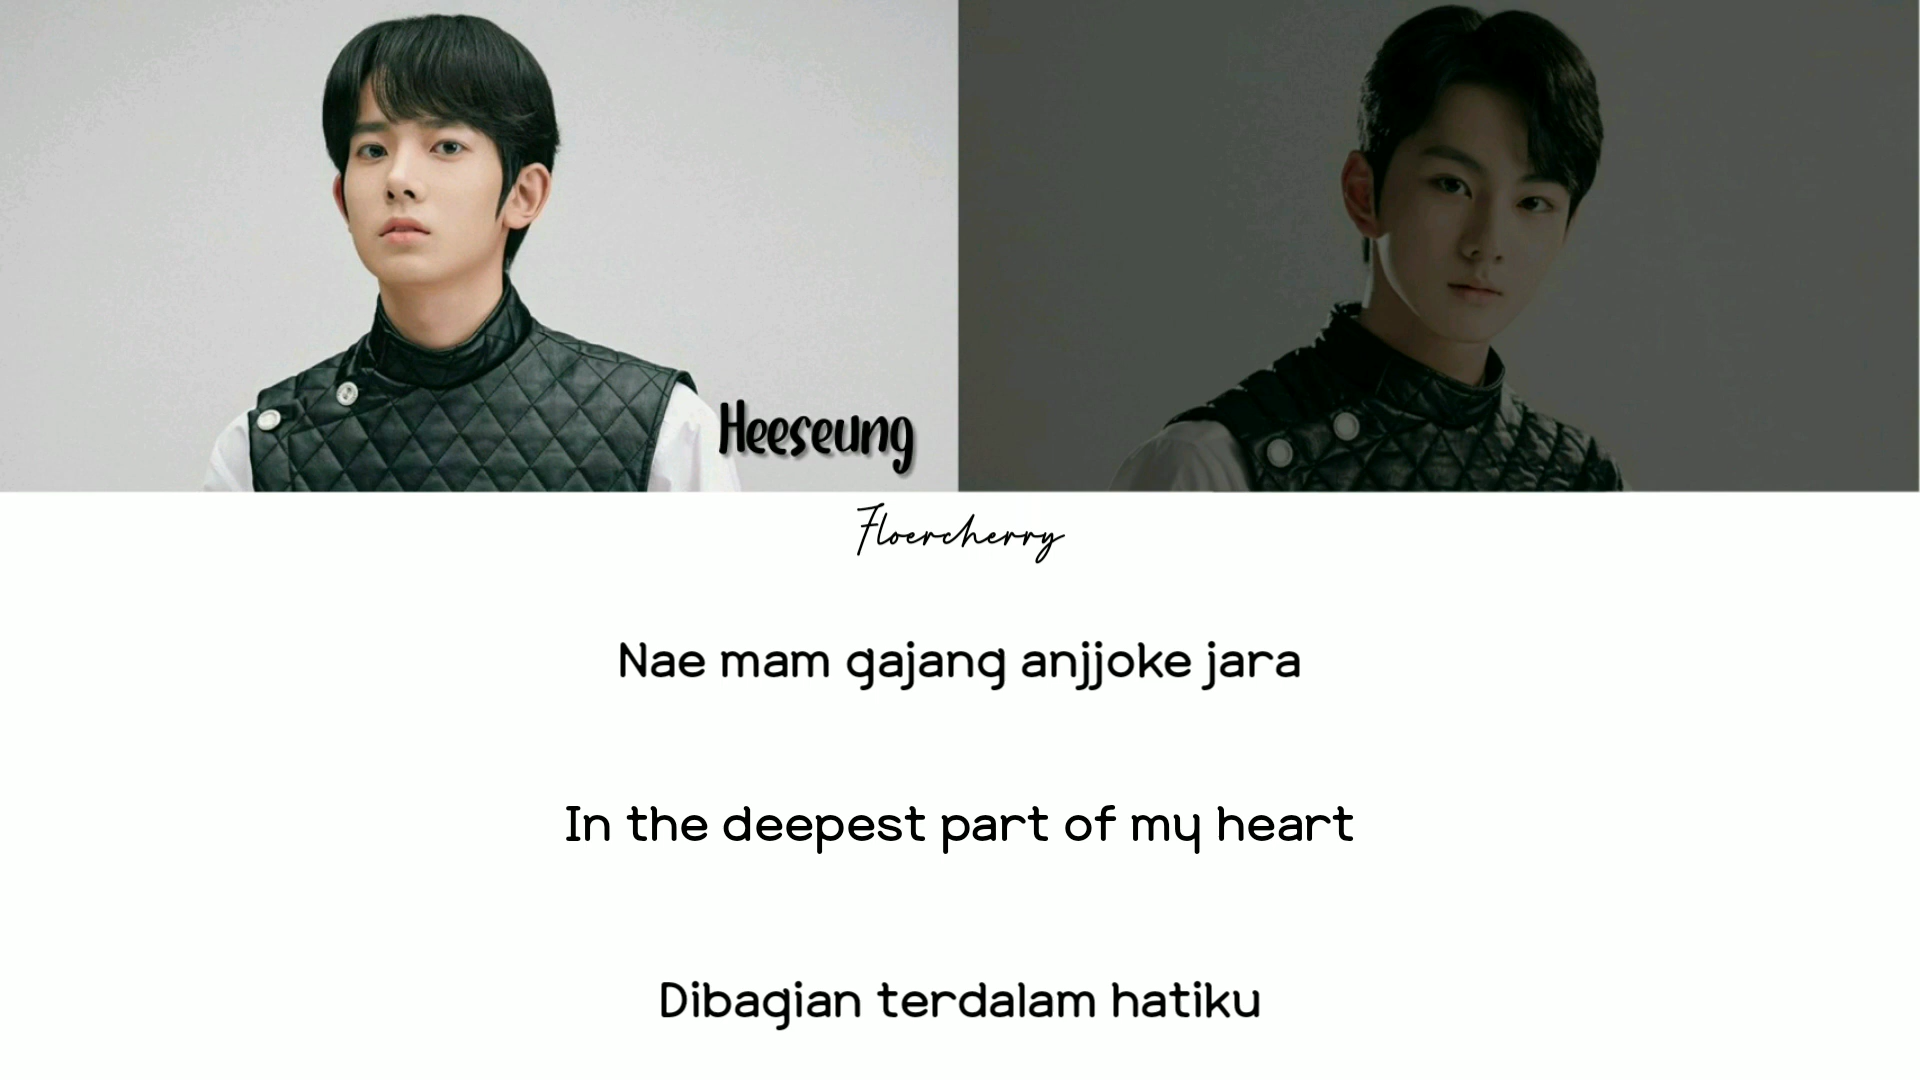 Heeseung
Floercherry
Nae mam gajang anjjoke jara
In the deepest part of my heart
Dibagian terdalam hatiku